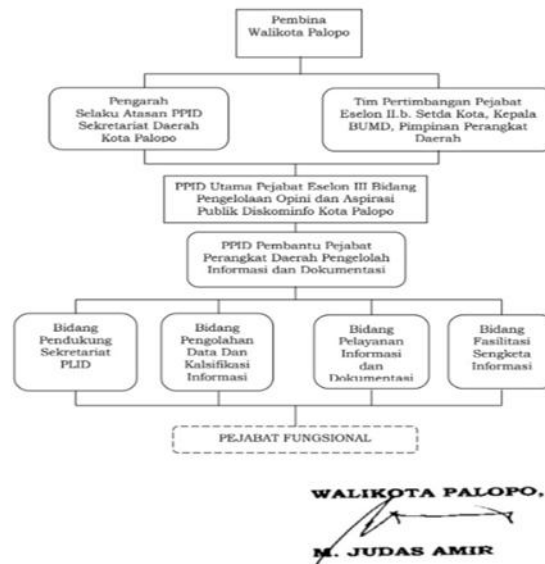 Pembina
Walikota Palopo
Pengarah
Selaku Atasan PPID
Sekretariat Daerah
Kota Palopo
Tim Pertimbangan Pejabat
Eselon II.b. Setda Kota, Kepala
BUMD, Pimpinan Perangkat
Daerah
PPID Utama Pejabat Eselon III Bidang
Pengelolaan Opini dan Aspirasi
Publik Diskominfo Kota Palopo
PPID Pembantu Pejabat
Perangkat Daerah Pengelolah
Informasi dan Dokumentasi
Bidang
Pendukung
Sekretariat
PLID
Bidang
Pengolahan
Data Dan
Kalsifikasi
Informasi
Bidang
Pelayanan
Informasi
dan
Dokumentasi
Bidang
Fasilitasi
Sengketa
Informasi
PEJABAT FUNGSIONAL
WALIKOTA PALOPO,
M. JUDAS AMIR